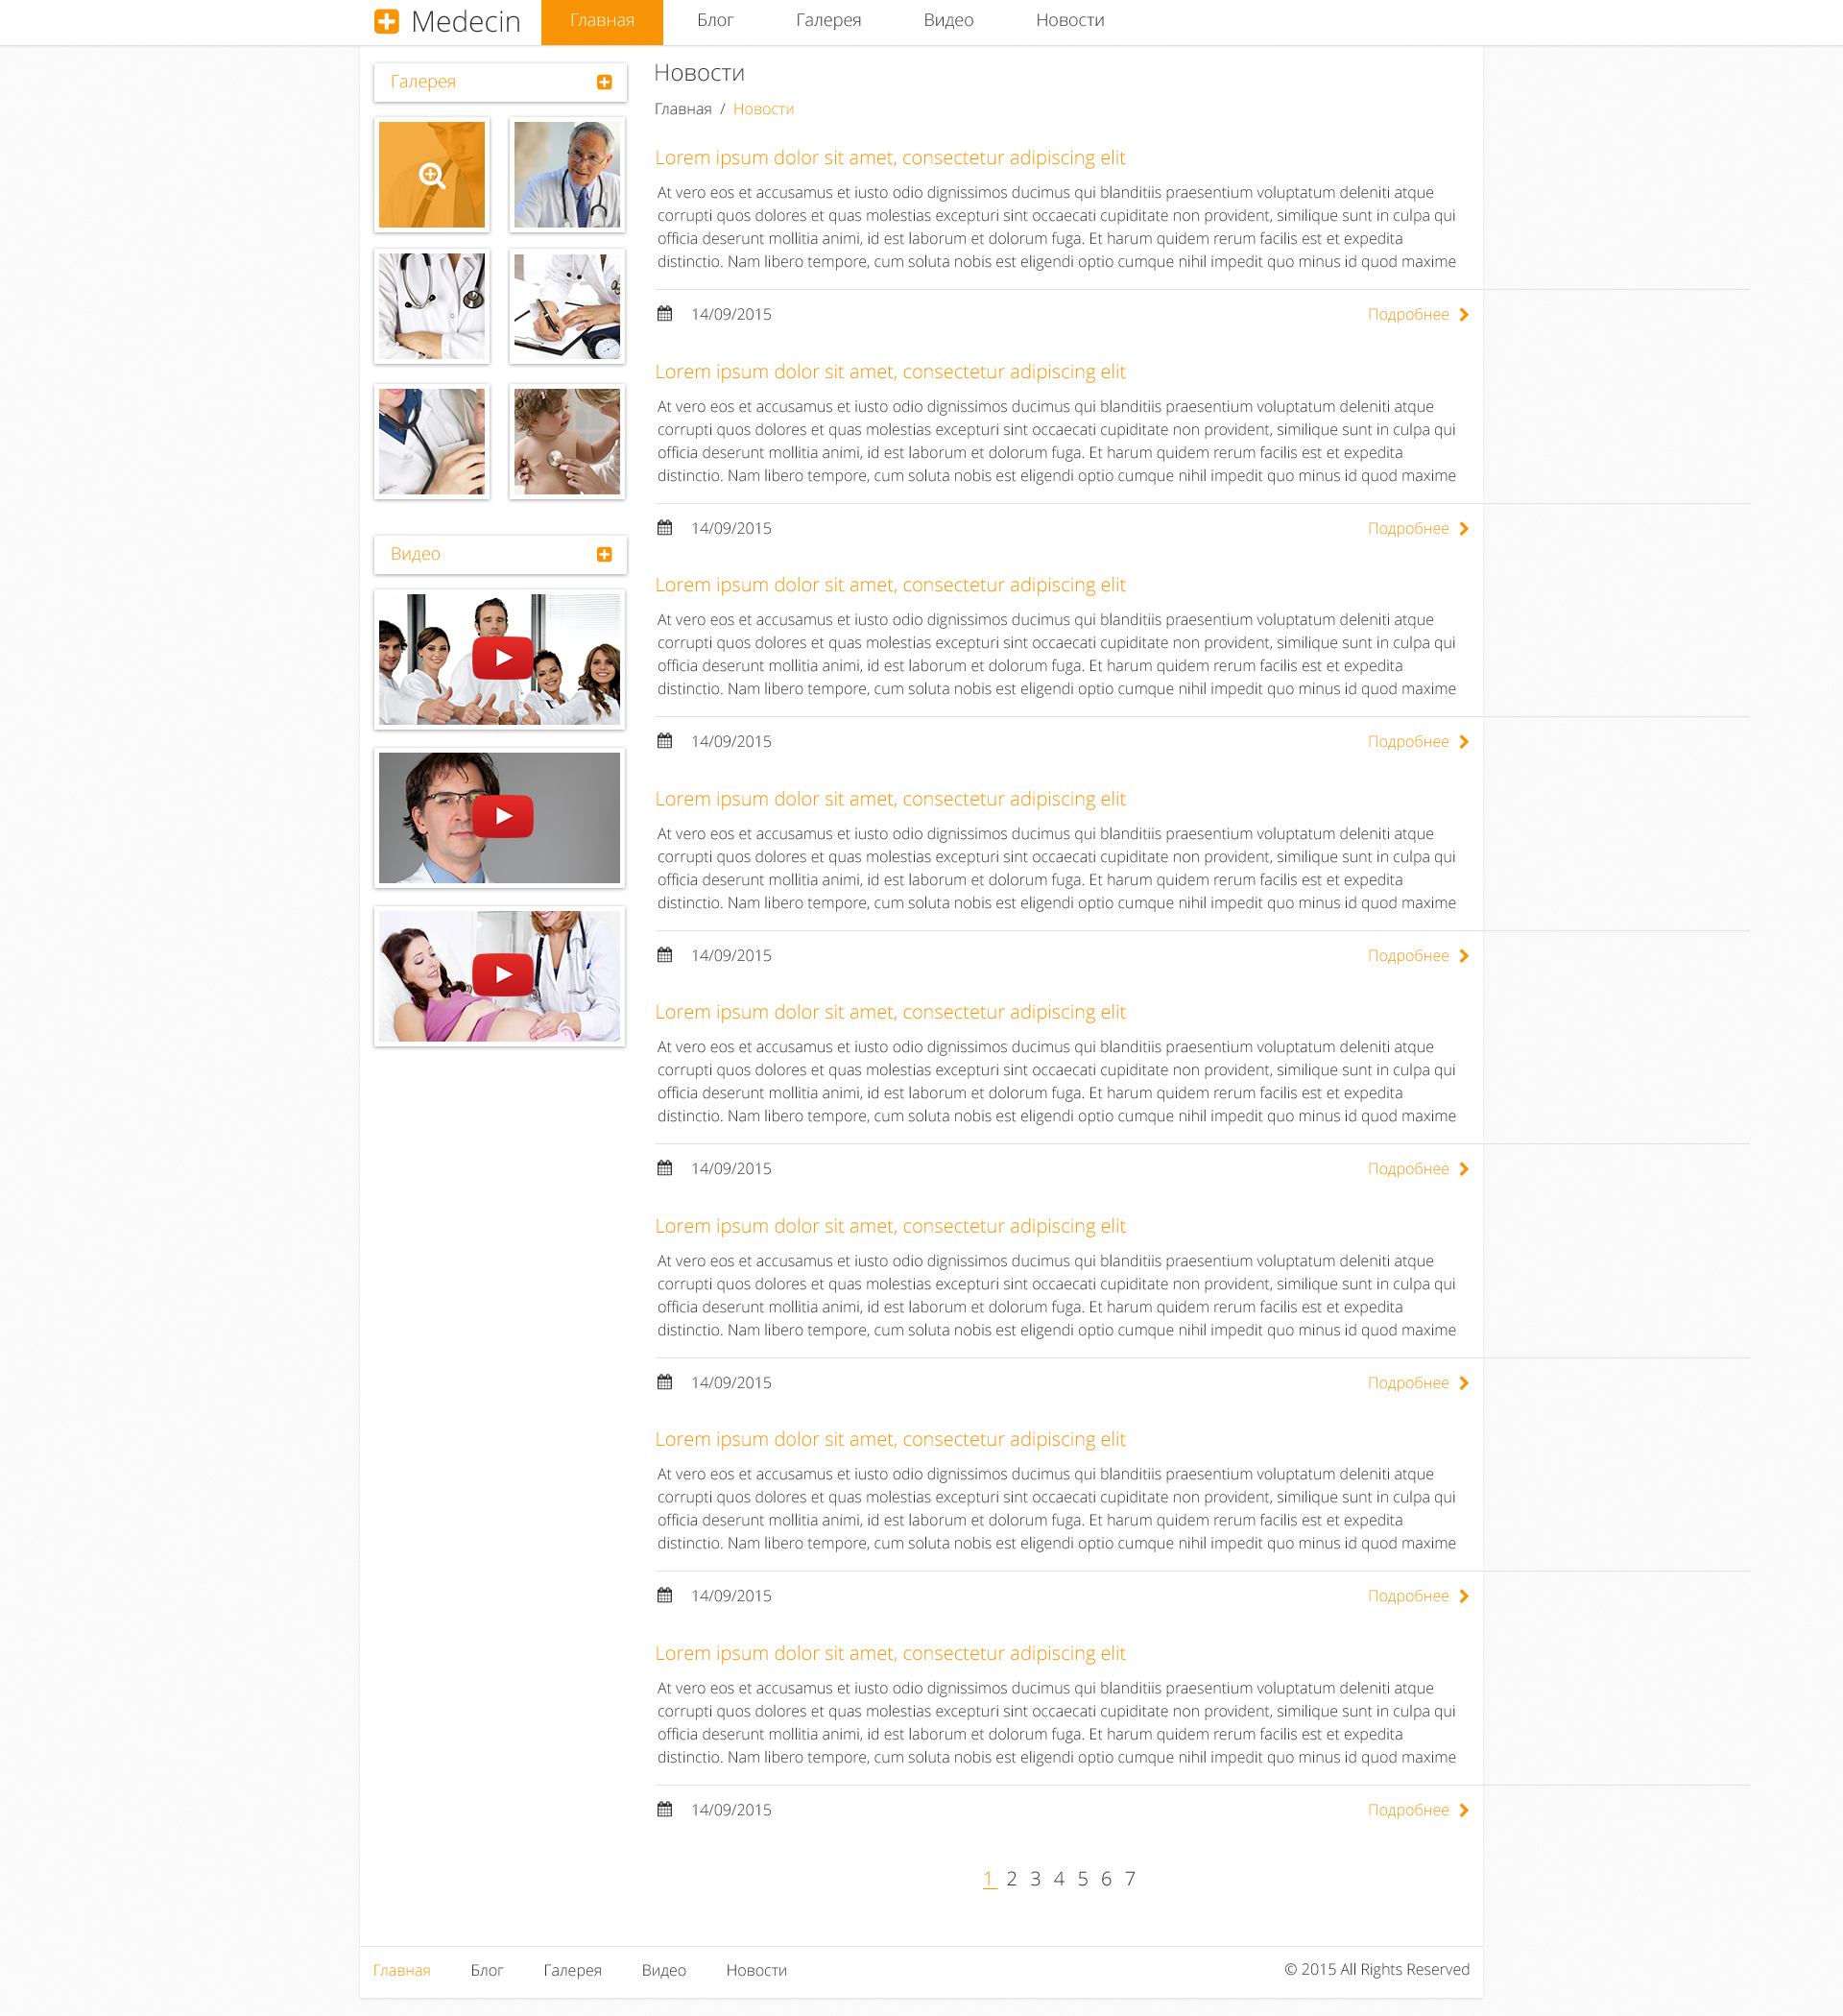 Medecin
Главная
Блог
Галерея
Видео
Новости
Галерея
Видео
Новости
Главная / Новости
Lorem ipsum dolor sit amet, consectetur adipiscing elit
At vero eos et accusamus et iusto odio dignissimos ducimus qui blanditiis praesentium voluptatum deleniti atque
corrupti quos dolores et quas molestias excepturi sint occaecati cupiditate non provident, similique sunt in culpa qui
officia deserunt mollitia animi, id est laborum et dolorum fuga. Et harum quidem rerum facilis est et expedita
distinctio. Nam libero tempore, cum soluta nobis est eligendi optio cumque nihil impedit quo minus id quod maxime
14/09/2015 Подробнее
Lorem ipsum dolor sit amet, consectetur adipiscing elit
At vero eos et accusamus et iusto odio dignissimos ducimus qui blanditiis praesentium voluptatum deleniti atque
corrupti quos dolores et quas molestias excepturi sint occaecati cupiditate non provident, similique sunt in culpa qui
officia deserunt mollitia animi, id est laborum et dolorum fuga. Et harum quidem rerum facilis est et expedita
distinctio. Nam libero tempore, cum soluta nobis est eligendi optio cumque nihil impedit quo minus id quod maxime
14/09/2015 Подробнее
Lorem ipsum dolor sit amet, consectetur adipiscing elit
At vero eos et accusamus et iusto odio dignissimos ducimus qui blanditiis praesentium voluptatum deleniti atque
corrupti quos dolores et quas molestias excepturi sint occaecati cupiditate non provident, similique sunt in culpa qui
officia deserunt mollitia animi, id est laborum et dolorum fuga. Et harum quidem rerum facilis est et expedita
distinctio. Nam libero tempore, cum soluta nobis est eligendi optio cumque nihil impedit quo minus id quod maxime
14/09/2015 Подробнее
Lorem ipsum dolor sit amet, consectetur adipiscing elit
At vero eos et accusamus et iusto odio dignissimos ducimus qui blanditiis praesentium voluptatum deleniti atque
corrupti quos dolores et quas molestias excepturi sint occaecati cupiditate non provident, similique sunt in culpa qui
officia deserunt mollitia animi, id est laborum et dolorum fuga. Et harum quidem rerum facilis est et expedita
distinctio. Nam libero tempore, cum soluta nobis est eligendi optio cumque nihil impedit quo minus id quod maxime
14/09/2015 Подробнее
Lorem ipsum dolor sit amet, consectetur adipiscing elit
At vero eos et accusamus et iusto odio dignissimos ducimus qui blanditiis praesentium voluptatum deleniti atque
corrupti quos dolores et quas molestias excepturi sint occaecati cupiditate non provident, similique sunt in culpa qui
officia deserunt mollitia animi, id est laborum et dolorum fuga. Et harum quidem rerum facilis est et expedita
distinctio. Nam libero tempore, cum soluta nobis est eligendi optio cumque nihil impedit quo minus id quod maxime
14/09/2015 Подробнее
Lorem ipsum dolor sit amet, consectetur adipiscing elit
At vero eos et accusamus et iusto odio dignissimos ducimus qui blanditiis praesentium voluptatum deleniti atque
corrupti quos dolores et quas molestias excepturi sint occaecati cupiditate non provident, similique sunt in culpa qui
officia deserunt mollitia animi, id est laborum et dolorum fuga. Et harum quidem rerum facilis est et expedita
distinctio. Nam libero tempore, cum soluta nobis est eligendi optio cumque nihil impedit quo minus id quod maxime
14/09/2015 Подробнее
Lorem ipsum dolor sit amet, consectetur adipiscing elit
At vero eos et accusamus et iusto odio dignissimos ducimus qui blanditiis praesentium voluptatum deleniti atque
corrupti quos dolores et quas molestias excepturi sint occaecati cupiditate non provident, similique sunt in culpa qui
officia deserunt mollitia animi, id est laborum et dolorum fuga. Et harum quidem rerum facilis est et expedita
distinctio. Nam libero tempore, cum soluta nobis est eligendi optio cumque nihil impedit quo minus id quod maxime
14/09/2015 Подробнее
Lorem ipsum dolor sit amet, consectetur adipiscing elit
At vero eos et accusamus et iusto odio dignissimos ducimus qui blanditiis praesentium voluptatum deleniti atque
corrupti quos dolores et quas molestias excepturi sint occaecati cupiditate non provident, similique sunt in culpa qui
officia deserunt mollitia animi, id est laborum et dolorum fuga. Et harum quidem rerum facilis est et expedita
distinctio. Nam libero tempore, cum soluta nobis est eligendi optio cumque nihil impedit quo minus id quod maxime
14/09/2015 Подробнее
1 2 3 4 5 6 7
Главная Блог Галерея Видео Новости © 2015 All Rights Reserved